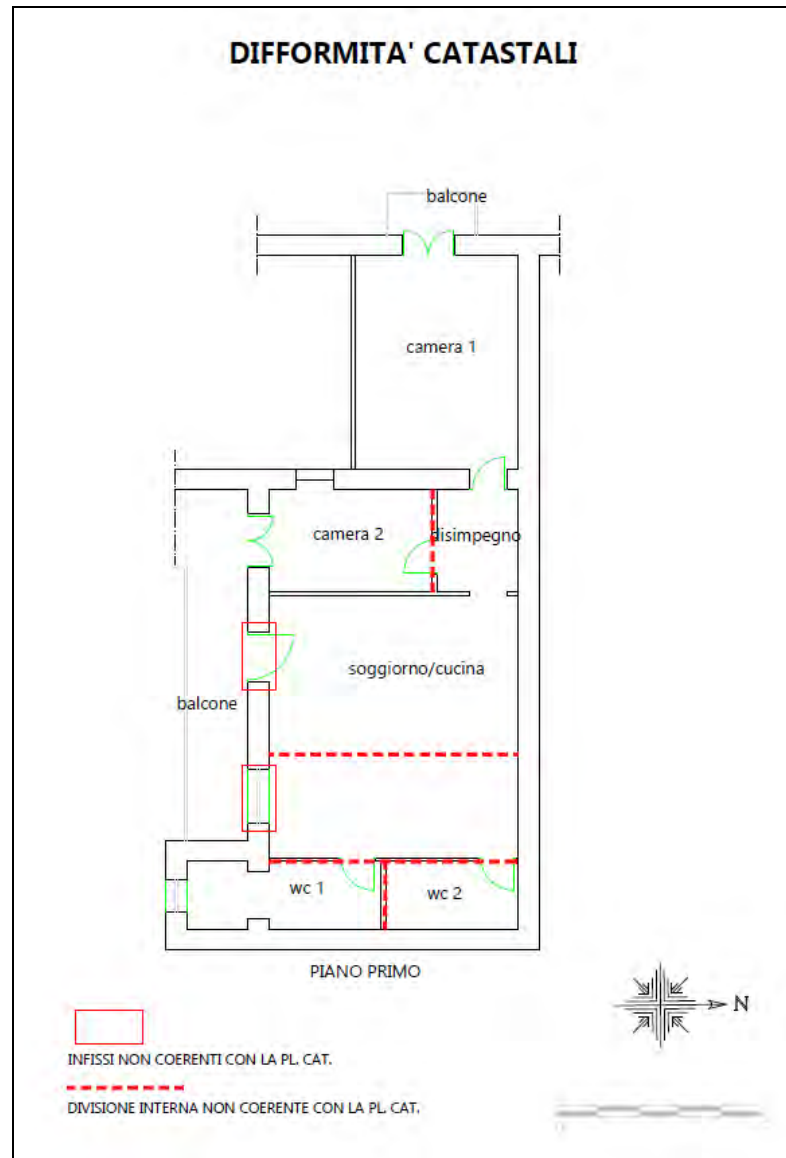 DIFFORMITA' CATASTALI
balcone
camera 1
camera 2
disimpegno
soggiorno/cucina
balcone
wc 1
wc 2
PIANO PRIMO
N
INFISSI NON COERENTI CON LA PL. CAT.
DIVISIONE INTERNA NON COERENTE CON LA PL. CAT.